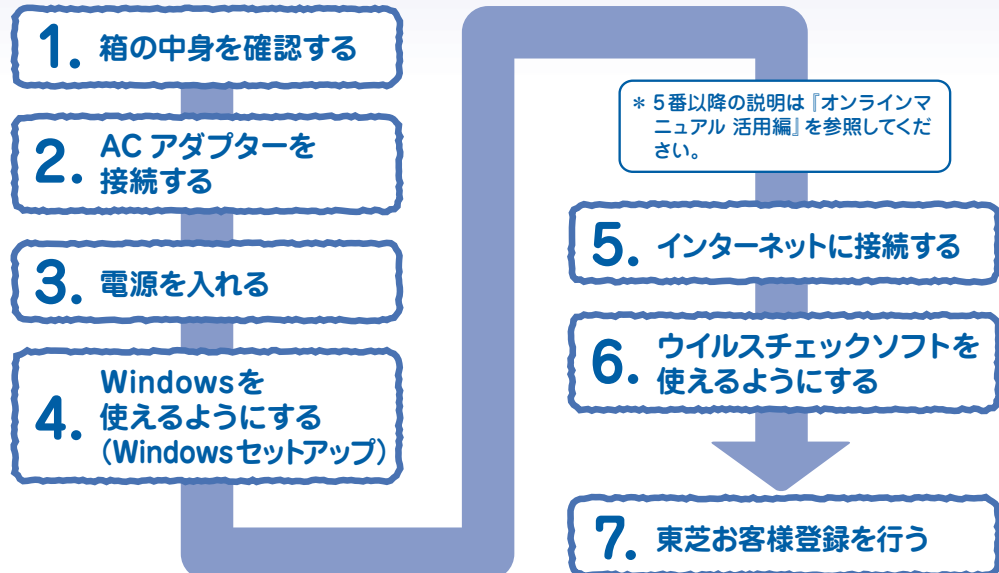 1. 箱の中身を確認する
2. AC アダプターを
接続する
3. 電源を入れる
4. Windowsを
使えるようにする
(Windowsセットアップ)
* 5番以降の説明は『オンラインマ
ニュアル 活用編』を参照してくだ
さい。
5. インターネットに接続する
6. ウイルスチェックソフトを
使えるようにする
7. 東芝お客様登録を行う